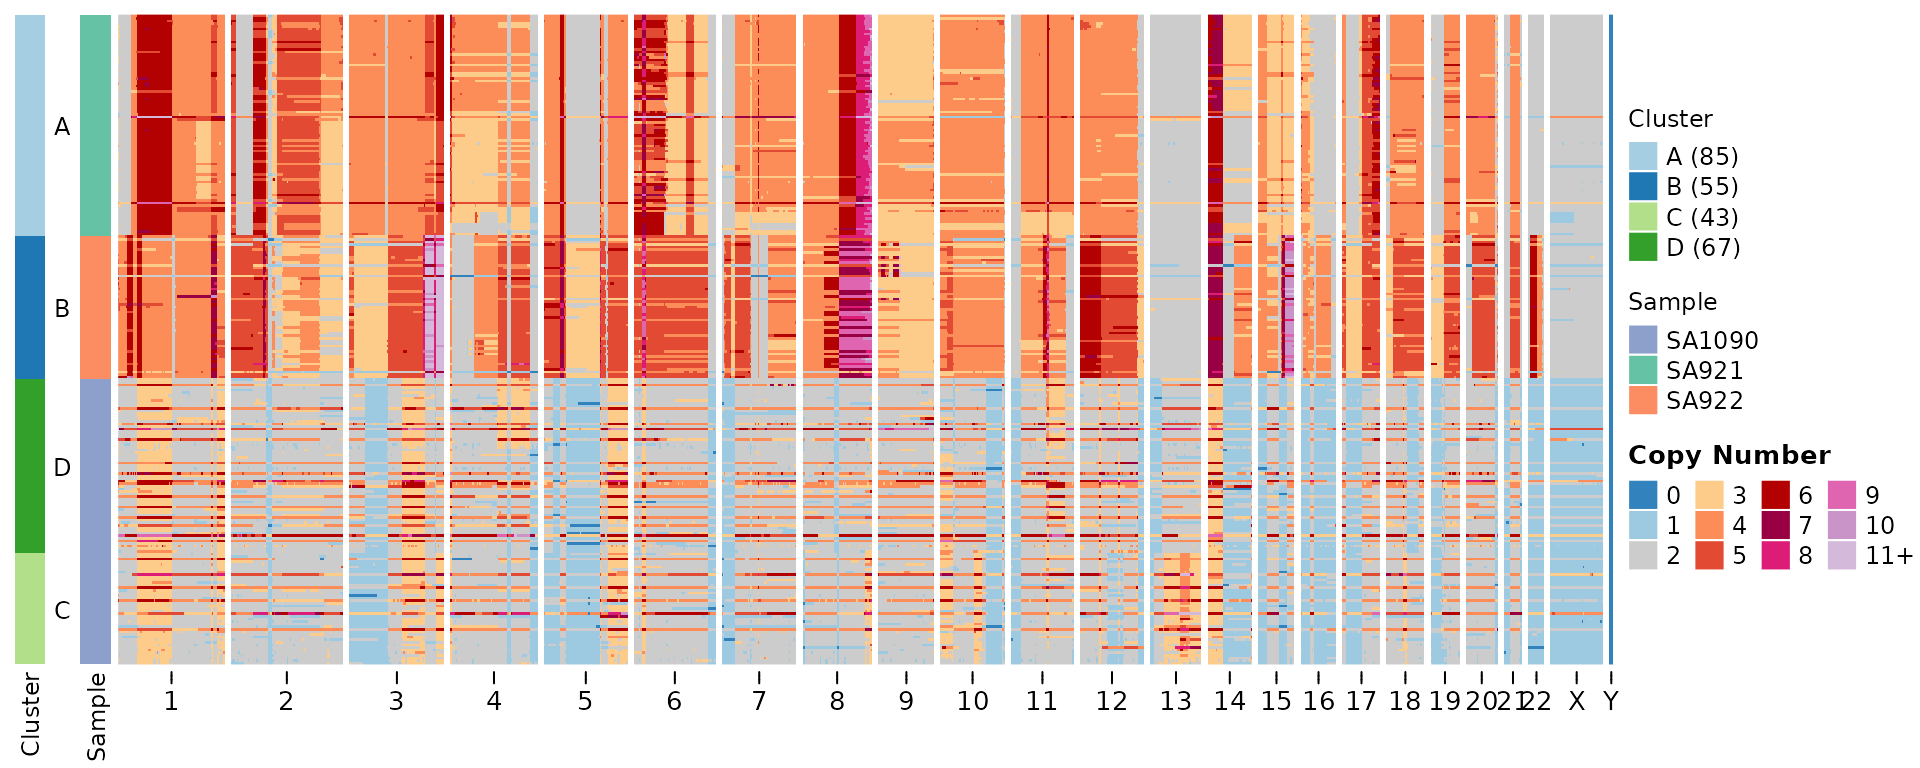 A
B
D
C
Cluster
Sample
1
2
3
4
5
6
7
8
9
10
11
12
13
14
15
16
17
18
19
20
21
22
X
Y
Cluster
A (85)
B (55)
C (43)
D (67)
Sample
SA1090
SA921
SA922
Copy Number
0 3 6 9
1 4 7 10
2 5 8 11+